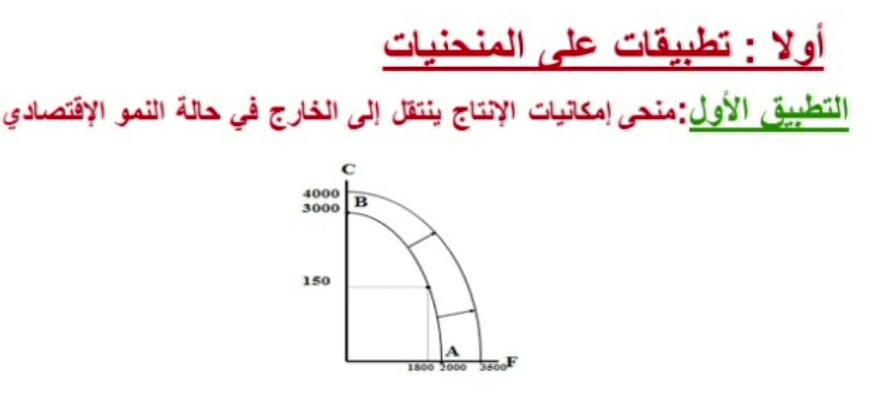 أولا : تطبيقات على المنحنيات
التطبيق الأول:منحى إمكانيات الإنتاج ينتقل إلى الخارج في حالة النمو الإقتصادي
C
4000
3000 B
150
A
F
1800 2000 3500